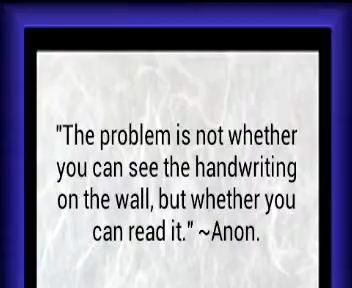 "The problem is not whether
you can see the handwriting
on the wall, but whether you
can read it." ~Anon.